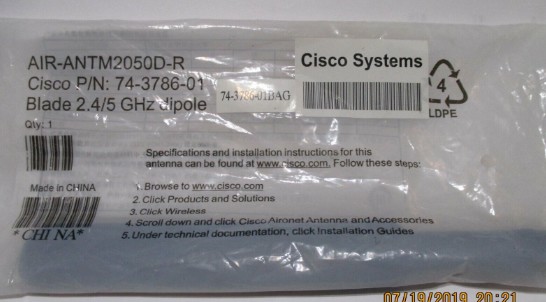 AIR-ANTM2050D-R
Cisco P/N: 74-3786-01
Blade 2.4/5 GHz dipole
74-3786-01BAG
Cisco Systems
4
LDPE
Qty: 1
Specifications and installation instructions for this
antenna can be found at www.cisco.com. Follow these steps:
Made in CHINA
1. Browse to www.cisco.com
2. Click Products and Solutions
3. Click Wireless
4. Scroll down and click Cisco Aironet Antenna and Accessories
5. Under technical documentation, click Installation Guides
*CHINA*
07/19/2019 20:21